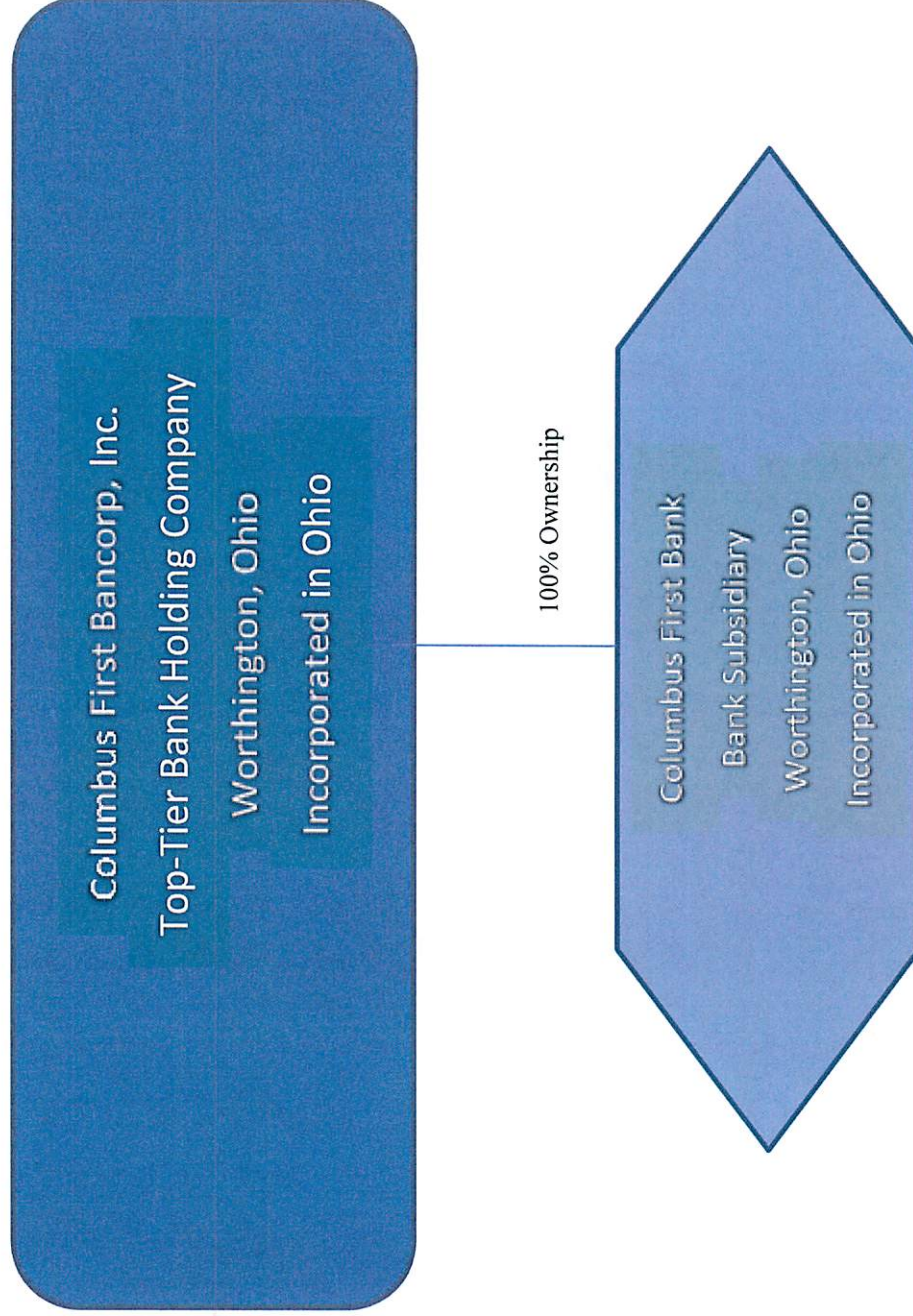 Columbus First Bancorp, Inc.
Top-Tier Bank Holding Company
Worthington, Ohio
Incorporated in Ohio
100% Ownership
Columbus First Bank
Bank Subsidiary
Worthington, Ohio
Incorporated in Ohio